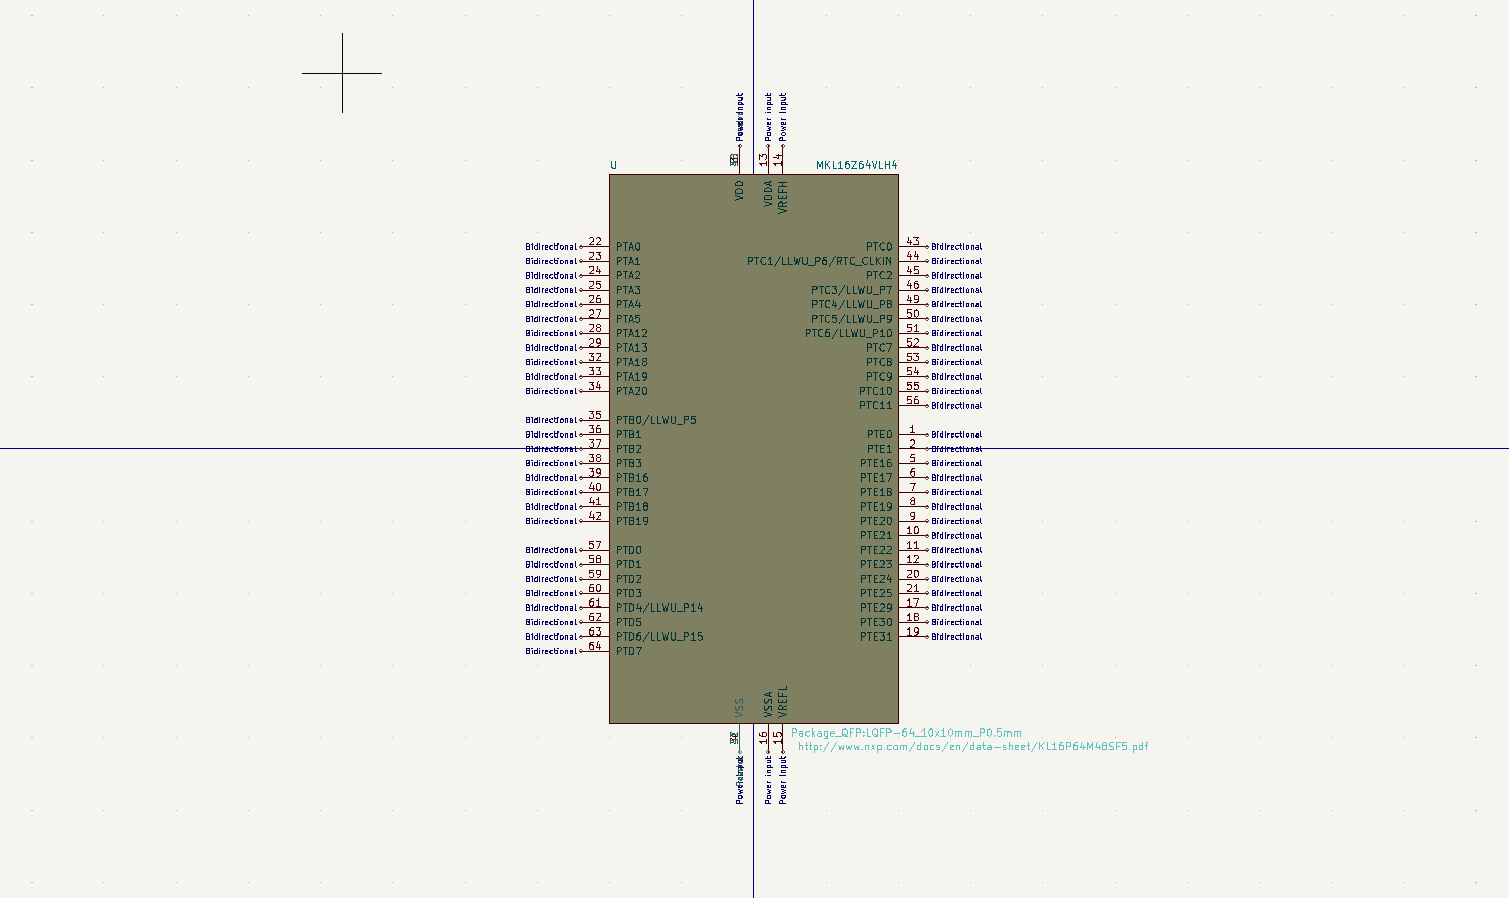 Power input
Power input
13
14
U
MKL16Z64VLH4
VDD
VDDA
VREFH
Bidirectional 22 PTA0
Bidirectional 23 PTA1
Bidirectional 24 PTA2
Bidirectional 25 PTA3
Bidirectional 26 PTA4
Bidirectional 27 PTA5
Bidirectional 28 PTA12
Bidirectional 29 PTA13
Bidirectional 32 PTA18
Bidirectional 33 PTA19
Bidirectional 34 PTA20
Bidirectional 35 PTB0/LLWU_P5
Bidirectional 36 PTB1
Bidirectional 37 PTB2
Bidirectional 38 PTB3
Bidirectional 39 PTB16
Bidirectional 40 PTB17
Bidirectional 41 PTB18
Bidirectional 42 PTB19
Bidirectional 57 PTD0
Bidirectional 58 PTD1
Bidirectional 59 PTD2
Bidirectional 60 PTD3
Bidirectional 61 PTD4/LLWU_P14
Bidirectional 62 PTD5
Bidirectional 63 PTD6/LLWU_P15
Bidirectional 64 PTD7
PTC0 43 Bidirectional
PTC1/LLWU_P6/RTC_CLKIN 44 Bidirectional
PTC2 45 Bidirectional
PTC3/LLWU_P7 46 Bidirectional
PTC4/LLWU_P8 49 Bidirectional
PTC5/LLWU_P9 50 Bidirectional
PTC6/LLWU_P10 51 Bidirectional
PTC7 52 Bidirectional
PTC8 53 Bidirectional
PTC9 54 Bidirectional
PTC10 55 Bidirectional
PTC11 56 Bidirectional
PTE0 1 Bidirectional
PTE1 2 Bidirectional
PTE16 5 Bidirectional
PTE17 6 Bidirectional
PTE18 7 Bidirectional
PTE19 8 Bidirectional
PTE20 9 Bidirectional
PTE21 10 Bidirectional
PTE22 11 Bidirectional
PTE23 12 Bidirectional
PTE24 20 Bidirectional
PTE25 21 Bidirectional
PTE29 17 Bidirectional
PTE30 18 Bidirectional
PTE31 19 Bidirectional
VSS
VSSA
VREFL
16
15
Power input
Power input
Package_QFP:LQFP-64_10x10mm_P0.5mm
http://www.nxp.com/docs/en/data-sheet/KL16P64M48SF5.pdf